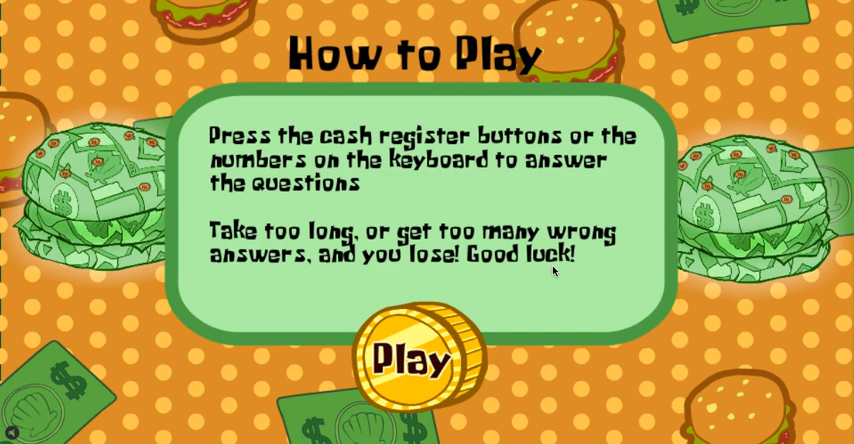 How to Play
Press the cash register buttons or the
numbers on the keyboard to answer
the questions
Take too long, or get too many wrong
answers, and you lose! Good luck!
Play